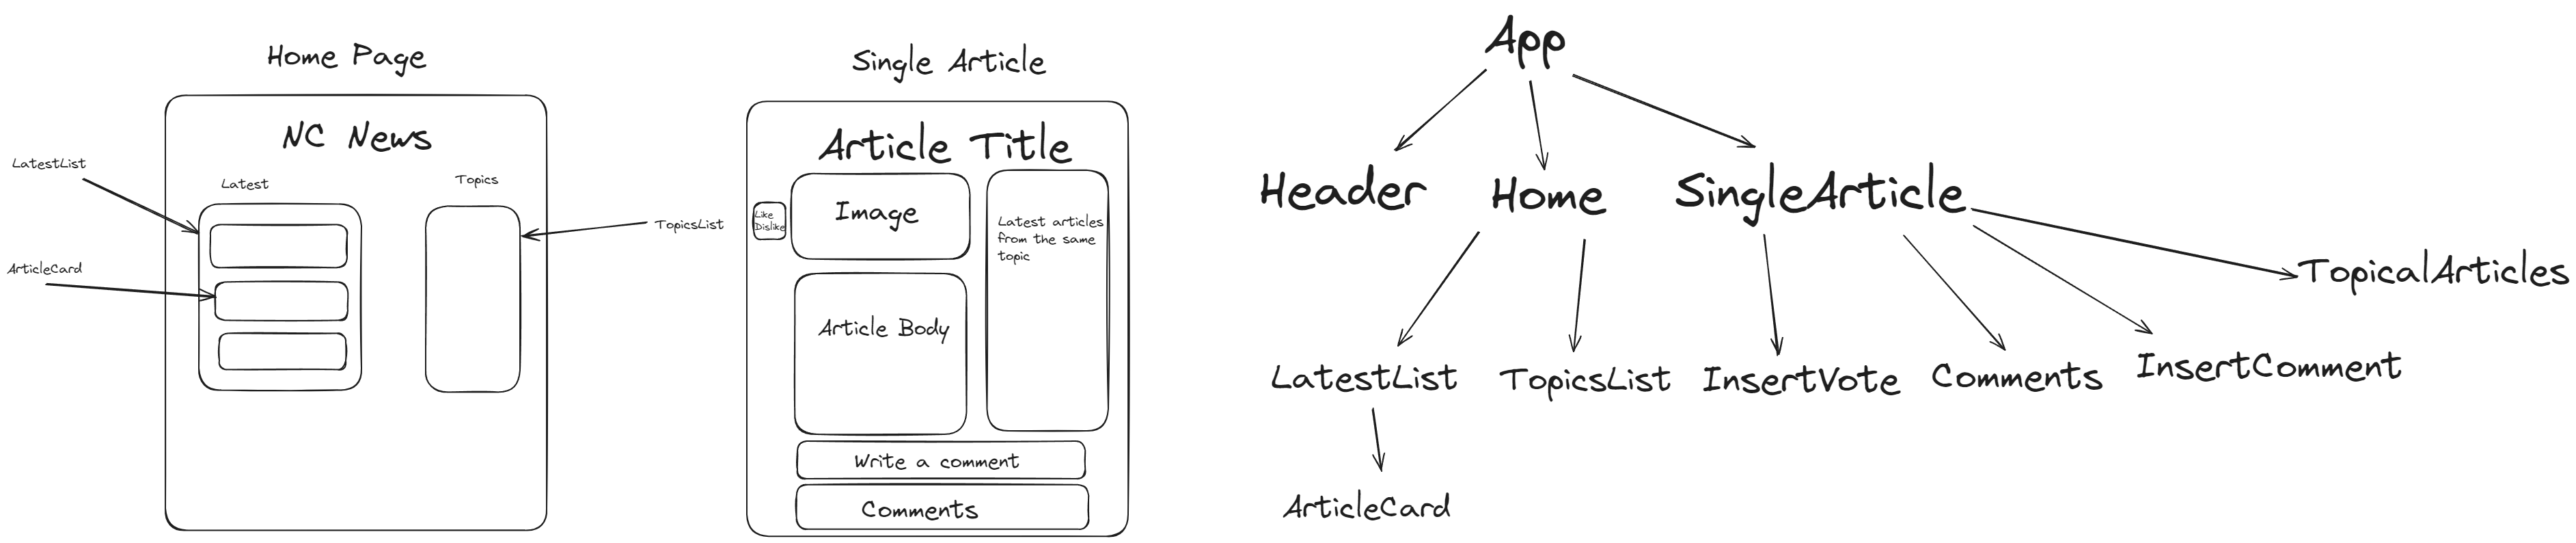 Home Page
NC News
LatestList
Latest
Topics
TopicsList
ArticleCard
Single Article
Article Title
Like
Dislike
Image
Latest articles
from the same
topic
Article Body
Write a comment
Comments
App
Header
Home
SingleArticle
TopicalArticles
LatestList
TopicsList
InsertVote
Comments
InsertComment
ArticleCard